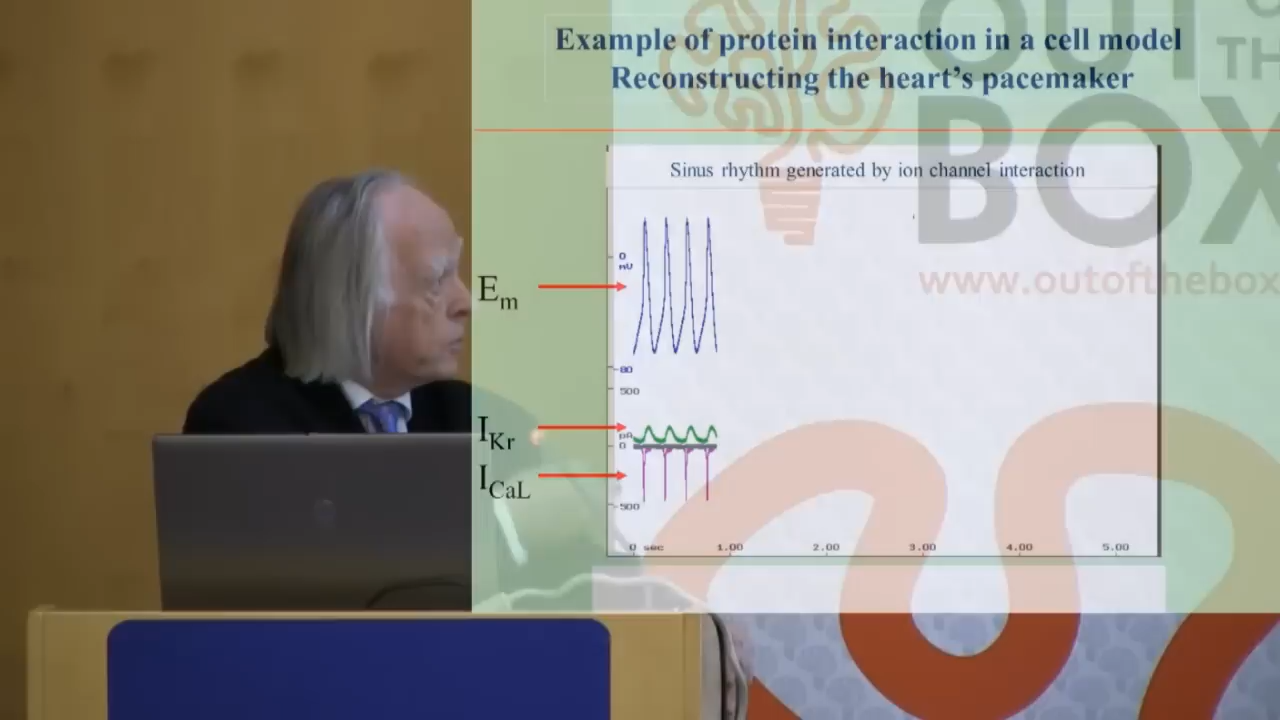 Example of protein interaction in a cell model
Reconstructing the heart's pacemaker
OUT
THE
BOX
www.outofthebox
Sinus rhythm generated by ion channel interaction
0
mV
Em
-80
500
IKr
pA
0
ICaL
-500
0 sec 1.00 2.00 3.00 4.00 5.00